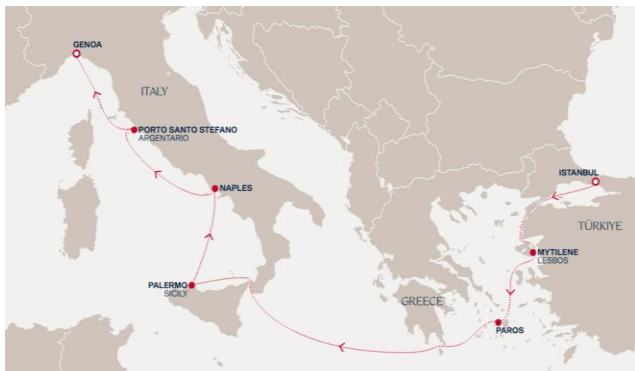 GENOA
ITALY
PORTO SANTO STEFANO
ARGENTARIO
NAPLES
ISTANBUL
TÜRKIYE
MYTILENE
LESBOS
PALERMO
SICILY
GREECE
PAROS